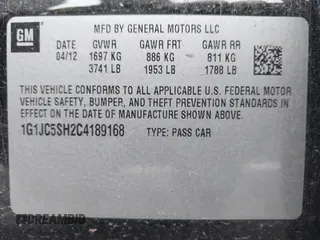 GM
MFD BY GENERAL MOTORS LLC
DATE GVWR GAWR FRT GAWR RR
04/12 1697 KG 886 KG 811 KG
3741 LB 1953 LB 1788 LB
THIS VEHICLE CONFORMS TO ALL APPLICABLE U.S. FEDERAL MOTOR
VEHICLE SAFETY, BUMPER, AND THEFT PREVENTION STANDARDS IN
EFFECT ON THE DATE OF MANUFACTURE SHOWN ABOVE.
1G1JC5SH2C4189168 TYPE: PASS CAR
DREAMBID